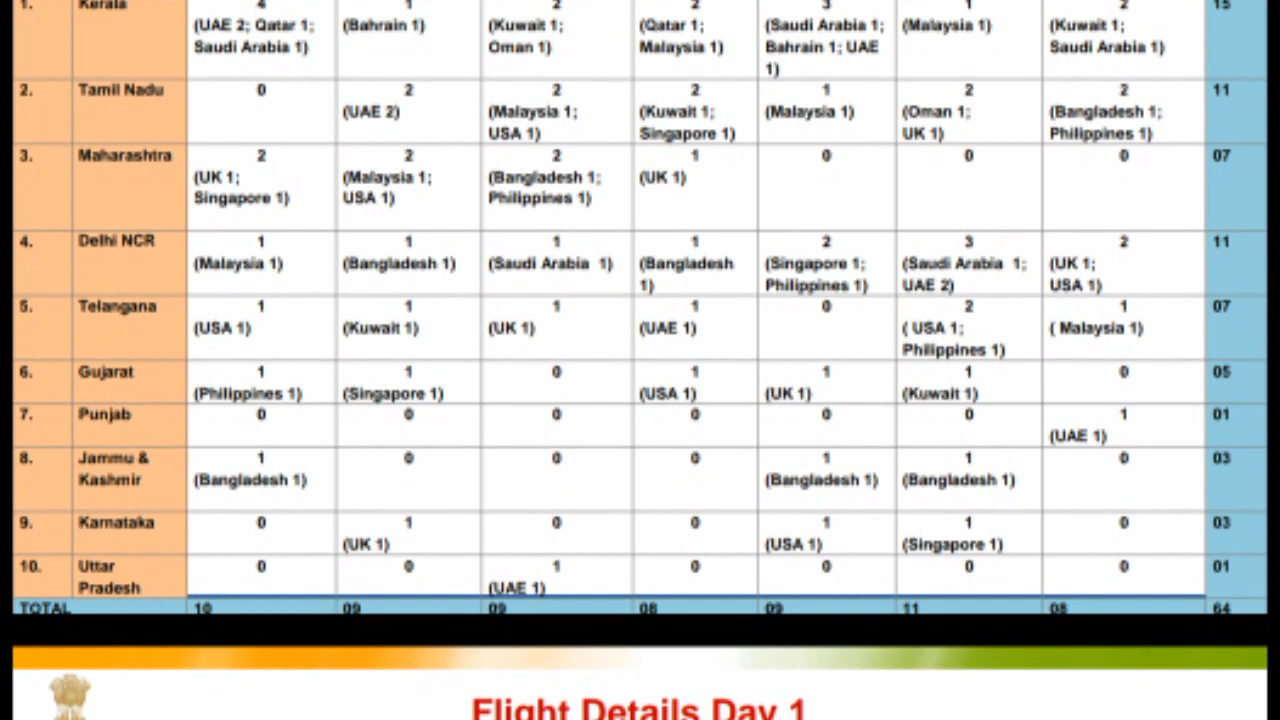 1. Kerala 4 1 2 2 3 1 2 15
(UAE 2; Qatar 1; (Bahrain 1) (Kuwait 1; (Qatar 1; (Saudi Arabia 1; (Malaysia 1) (Kuwait 1;
Saudi Arabia 1) Oman 1) Malaysia 1) Bahrain 1; UAE Saudi Arabia 1)
1)
2. Tamil Nadu 0 2 2 2 1 2 2 11
(UAE 2) (Malaysia 1; (Kuwait 1; (Malaysia 1) (Oman 1; (Bangladesh 1;
USA 1) Singapore 1) UK 1) Philippines 1)
3. Maharashtra 2 2 2 1 0 0 0 07
(UK 1; (Malaysia 1; (Bangladesh 1; (UK 1)
Singapore 1) USA 1) Philippines 1)
4. Delhi NCR 1 1 1 1 2 3 2 11
(Malaysia 1) (Bangladesh 1) (Saudi Arabia 1) (Bangladesh (Singapore 1; (Saudi Arabia 1; (UK 1;
1) Philippines 1) UAE 2) USA 1)
5. Telangana 1 1 1 1 0 2 1 07
(USA 1) (Kuwait 1) (UK 1) (UAE 1) ( USA 1; ( Malaysia 1)
Philippines 1)
6. Gujarat 1 1 0 1 1 1 0 05
(Philippines 1) (Singapore 1) (USA 1) (UK 1) (Kuwait 1)
7. Punjab 0 0 0 0 0 0 1 01
(UAE 1)
8. Jammu & 1 0 0 0 1 1 0 03
Kashmir (Bangladesh 1) (Bangladesh 1) (Bangladesh 1)
9. Karnataka 0 1 0 0 1 1 0 03
(UK 1) (USA 1) (Singapore 1)
10. Uttar 0 0 1 0 0 0 0 01
Pradesh (UAE 1)
TOTAL 10 09 09 08 09 11 08 64
Flight Details Day 1